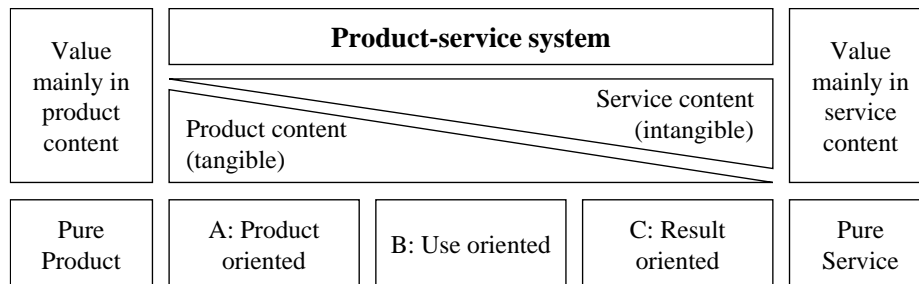 Value
mainly in
product
content
Product-service system
Service content
(intangible)
Product content
(tangible)
Value
mainly in
service
content
Pure
Product
A: Product
oriented
B: Use oriented
C: Result
oriented
Pure
Service